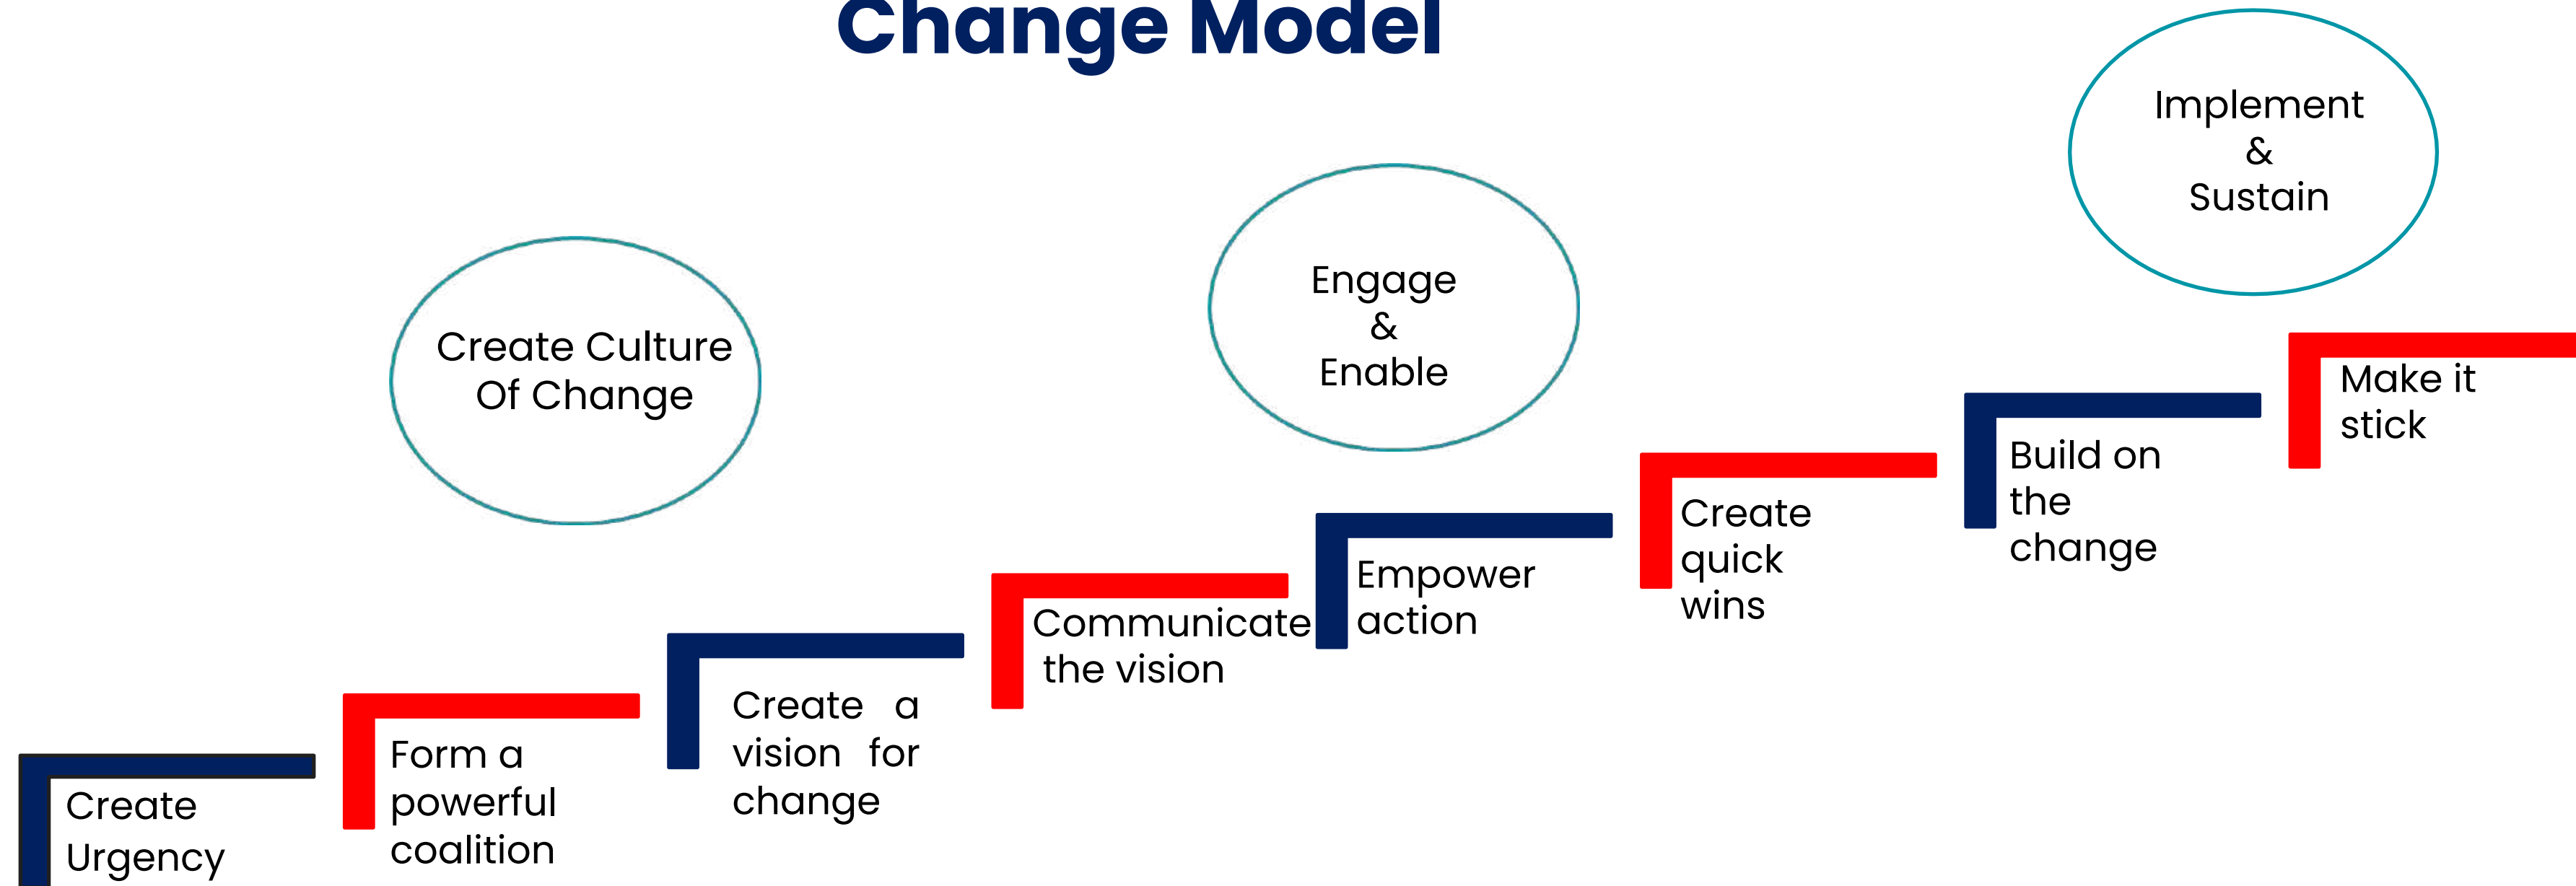 Change Model
Implement
&
Sustain
Engage
&
Enable
Create Culture
Of Change
Make it
stick
Build on
the
change
Create
quick
wins
Empower
action
Communicate
the vision
Create a
vision for
change
Form a
powerful
coalition
Create
Urgency